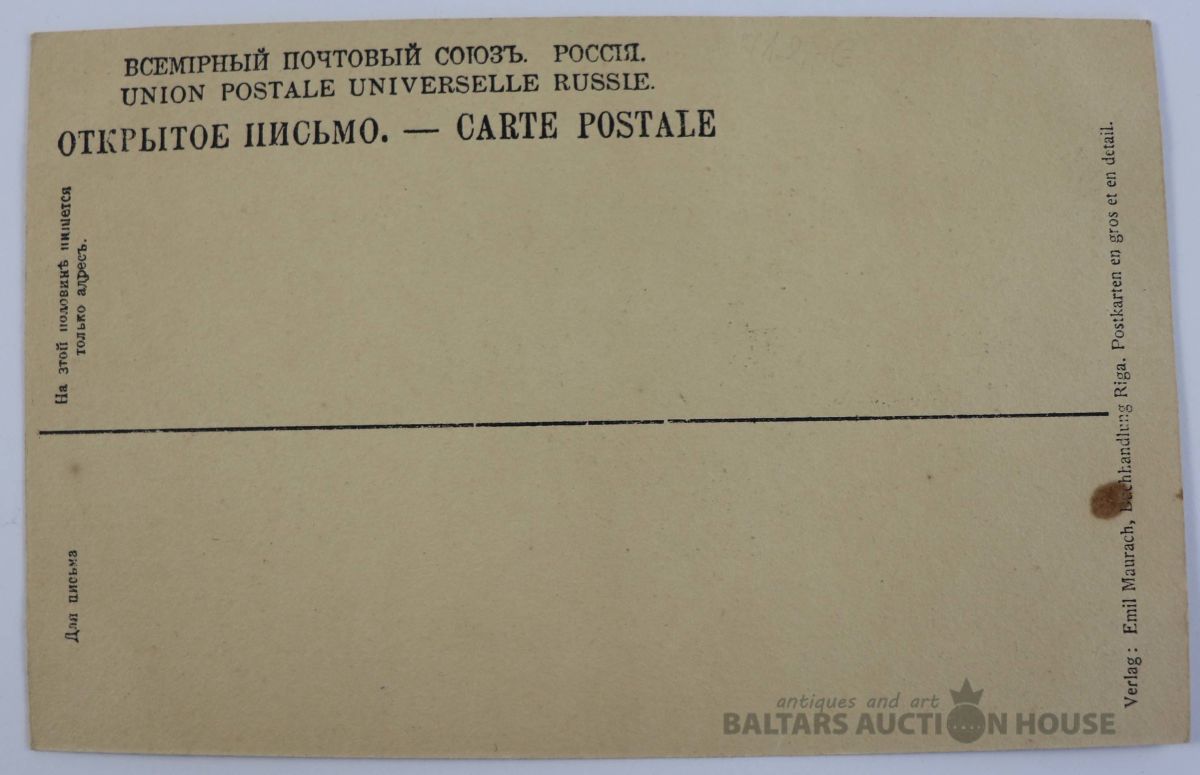 ВСЕМІРНЫЙ ПОЧТОВЫЙ СОЮЗЪ. РОССІЯ.
UNION POSTALE UNIVERSELLE RUSSIE.
ОТКРЫТОЕ ПИСЬМО. — CARTE POSTALE
На этой половинѣ пишется
только адресъ.
Для письма
Verlag: Emil Maurach, Buchhandlung Riga. Postkarten en gros et en detail.
antiques and art
BALTARS AUCTION HOUSE